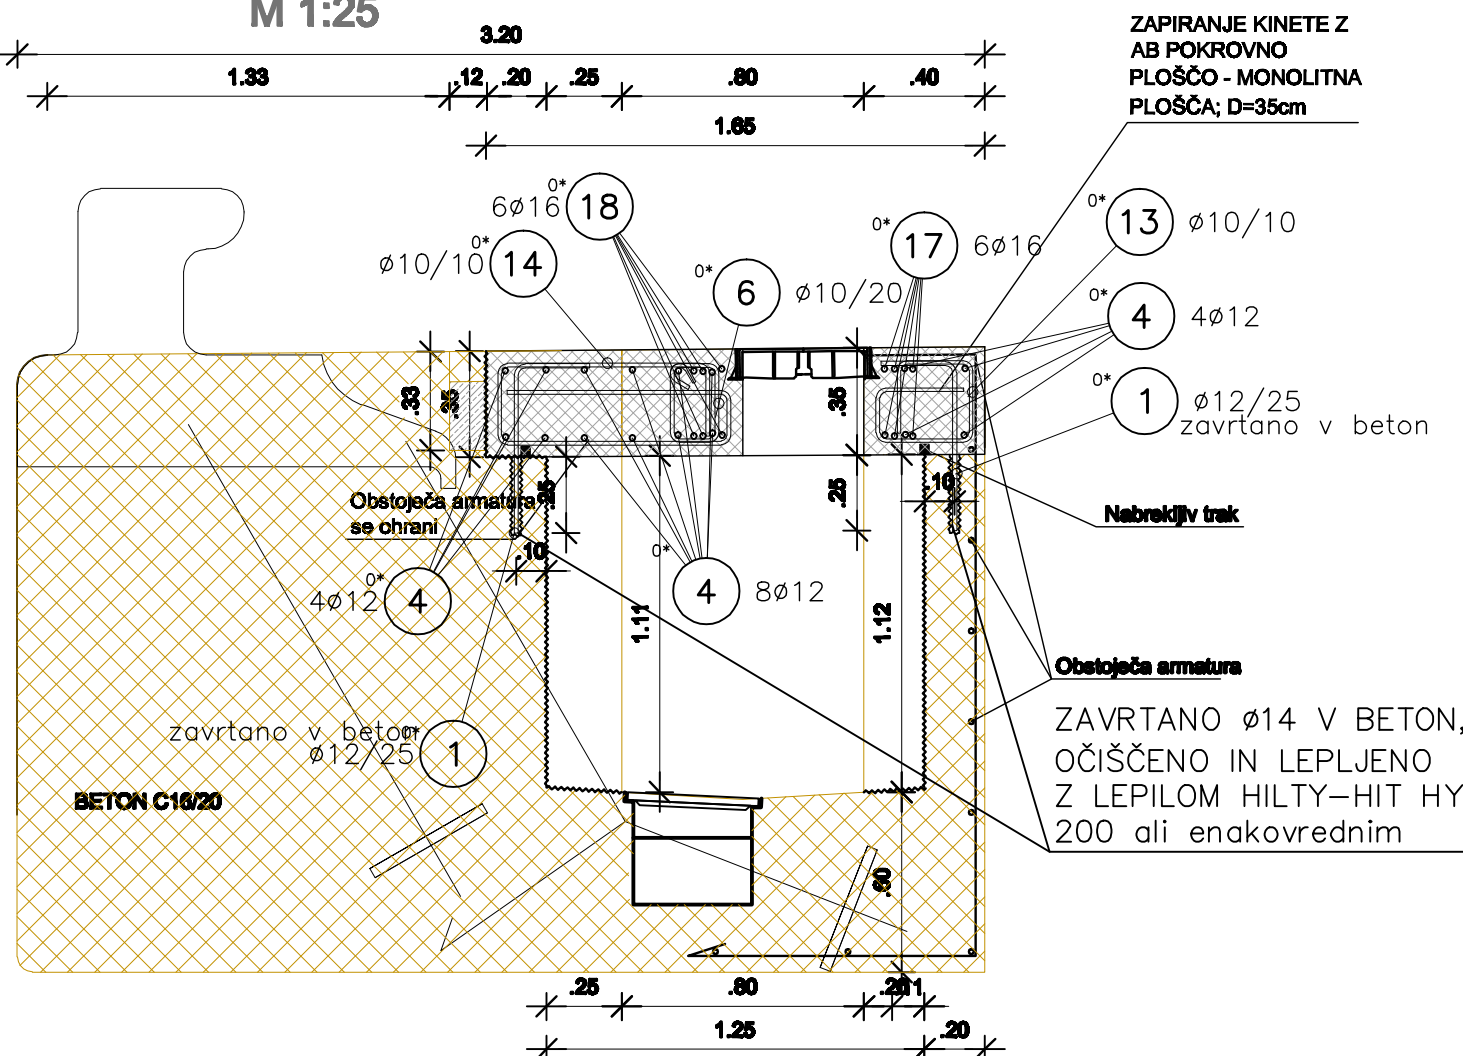 M 1:25
3.20
1.33
.12
.20
.25
.80
.40
1.65
ZAPIRANJE KINETE Z
AB POKROVNO
PLOŠČO - MONOLITNA
PLOŠČA; D=35cm
0*
6ø16 18
0*
ø10/10 14
0*
6 ø10/20
0*
17 6ø16
0*
13 ø10/10
0*
4 4ø12
0*
1 ø12/25
zavrtano v beton
.33
.35
.35
.25
.25
.10
.10
Obstoječa armatura
se ohrani
Nabrekljiv trak
0*
4ø12 4
0*
4 8ø12
1.11
1.12
Obstoječa armatura
zavrtano v beton
0*
ø12/25 1
BETON C16/20
ZAVRTANO ø14 V BETON,
OČIŠČENO IN LEPLJENO
Z LEPILOM HILTY-HIT HY
200 ali enakovrednim
.60
.25
.80
1.25
.20